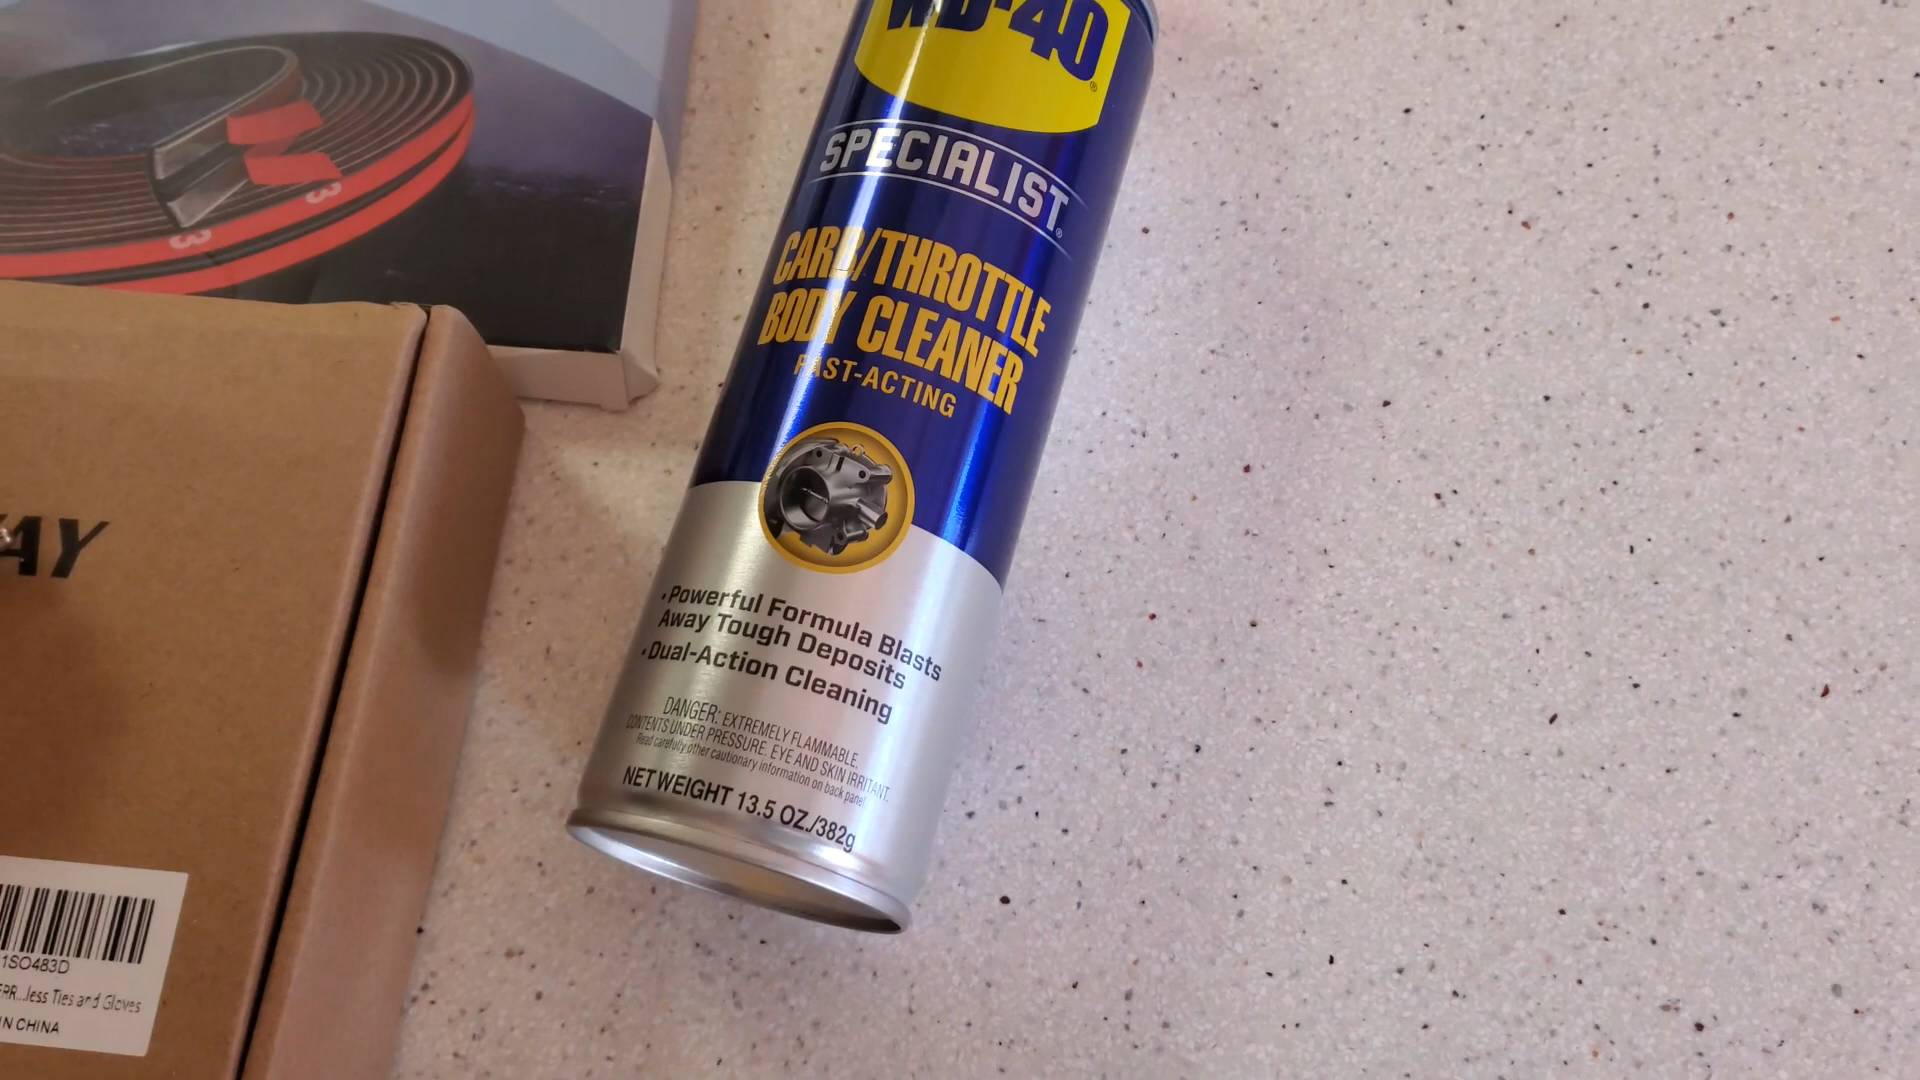 WD-40
SPECIALIST
CARB/THROTTLE
BODY CLEANER
FAST-ACTING
•Powerful Formula Blasts
Away Tough Deposits
•Dual-Action Cleaning
DANGER: EXTREMELY FLAMMABLE.
CONTENTS UNDER PRESSURE. EYE AND SKIN IRRITANT.
Read carefully other cautionary information on back panel
NET WEIGHT 13.5 OZ./382g
3
3
AY
1SO483D
ERR...less Ties and Gloves
IN CHINA